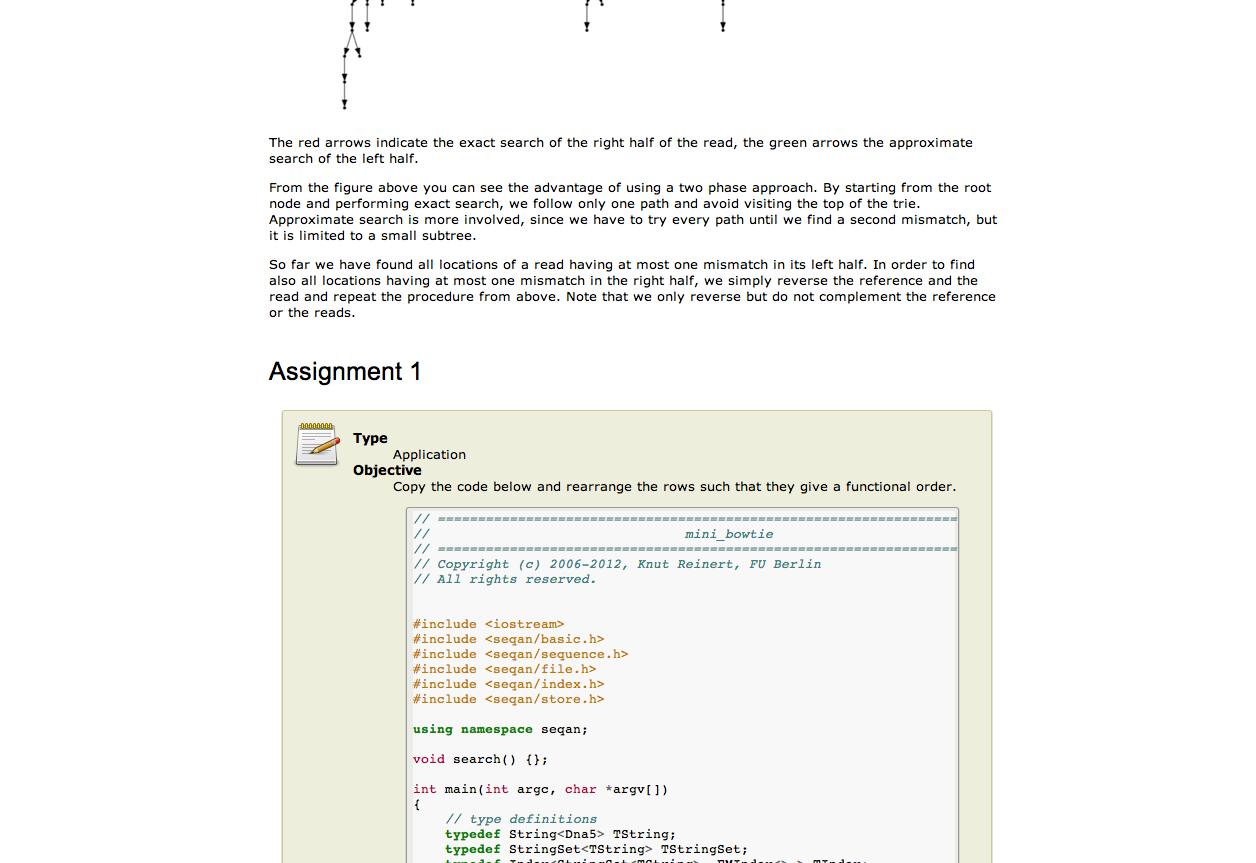 The red arrows indicate the exact search of the right half of the read, the green arrows the approximate
search of the left half.
From the figure above you can see the advantage of using a two phase approach. By starting from the root
node and performing exact search, we follow only one path and avoid visiting the top of the trie.
Approximate search is more involved, since we have to try every path until we find a second mismatch, but
it is limited to a small subtree.
So far we have found all locations of a read having at most one mismatch in its left half. In order to find
also all locations having at most one mismatch in the right half, we simply reverse the reference and the
read and repeat the procedure from above. Note that we only reverse but do not complement the reference
or the reads.
Assignment 1
Type
Application
Objective
Copy the code below and rearrange the rows such that they give a functional order.
// =================================================================
// mini_bowtie
// =================================================================
// Copyright (c) 2006-2012, Knut Reinert, FU Berlin
// All rights reserved.
#include <iostream>
#include <seqan/basic.h>
#include <seqan/sequence.h>
#include <seqan/file.h>
#include <seqan/index.h>
#include <seqan/store.h>
using namespace seqan;
void search() {};
int main(int argc, char *argv[])
{
// type definitions
typedef String<Dna5> TString;
typedef StringSet<TString> TStringSet;
typedef Index<StringSet<TString>, FMIndex<> > TIndex;